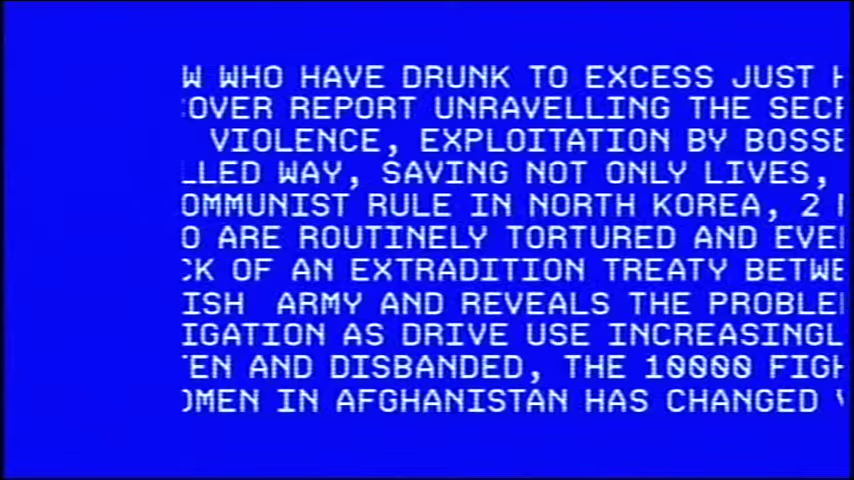 WHO HAVE DRUNK TO EXCESS JUST
OVER REPORT UNRAVELLING THE
VIOLENCE, EXPLOITATION BY
LLED WAY, SAVING NOT ONLY LIVES,
OMMUNIST RULE IN NORTH KOREA, 2
O ARE ROUTINELY TORTURED AND
CK OF AN EXTRADITION TREATY
ISH ARMY AND REVEALS THE
IGATION AS DRIVE USE
EN AND DISBANDED, THE 10000
OMEN IN AFGHANISTAN HAS CHANGED